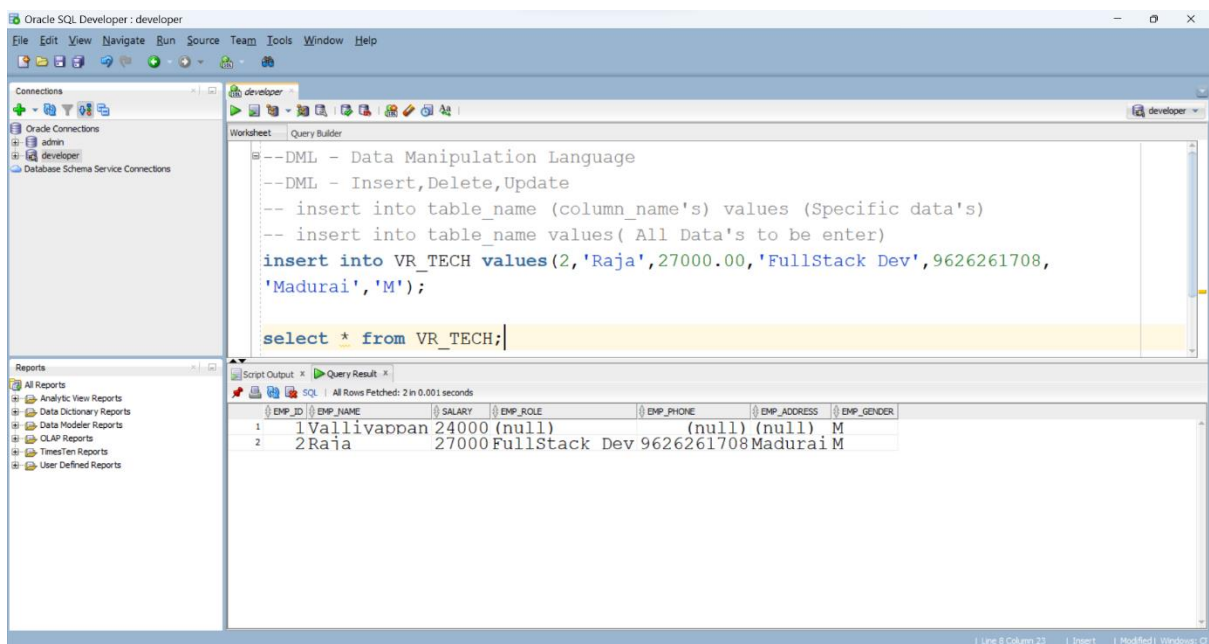 Oracle SQL Developer : developer
File Edit View Navigate Run Source Team Tools Window Help
Connections
Oracle Connections
admin
developer
Database Schema Service Connections
developer
developer
Worksheet Query Builder
--DML - Data Manipulation Language
--DML - Insert,Delete,Update
-- insert into table_name (column_name's) values (Specific data's)
-- insert into table_name values( All Data's to be enter)
insert into VR_TECH values(2,'Raja',27000.00,'FullStack Dev',9626261708,
'Madurai','M');
select * from VR_TECH;
Reports
All Reports
Analytic View Reports
Data Dictionary Reports
Data Modeler Reports
OLAP Reports
TimesTen Reports
User Defined Reports
Script Output x Query Result x
SQL | All Rows Fetched: 2 in 0.001 seconds
EMP_ID EMP_NAME SALARY EMP_ROLE EMP_PHONE EMP_ADDRESS EMP_GENDER
1 1 Valliyappan 24000 (null) (null) (null) M
2 2 Raja 27000 FullStack Dev 9626261708 Madurai M
| Line 8 Column 23 | Insert | Modified | Windows: C